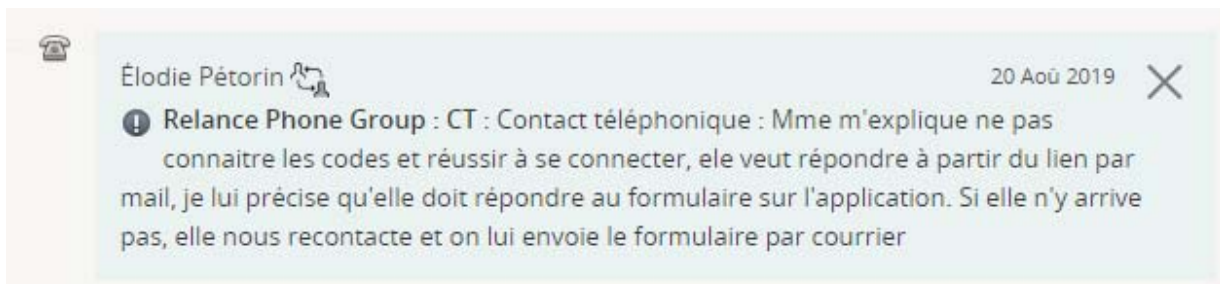 Élodie Pétorin
20 Aoû 2019
Relance Phone Group : CT : Contact téléphonique : Mme m'explique ne pas
connaitre les codes et réussir à se connecter, ele veut répondre à partir du lien par
mail, je lui précise qu'elle doit répondre au formulaire sur l'application. Si elle n'y arrive
pas, elle nous recontacte et on lui envoie le formulaire par courrier